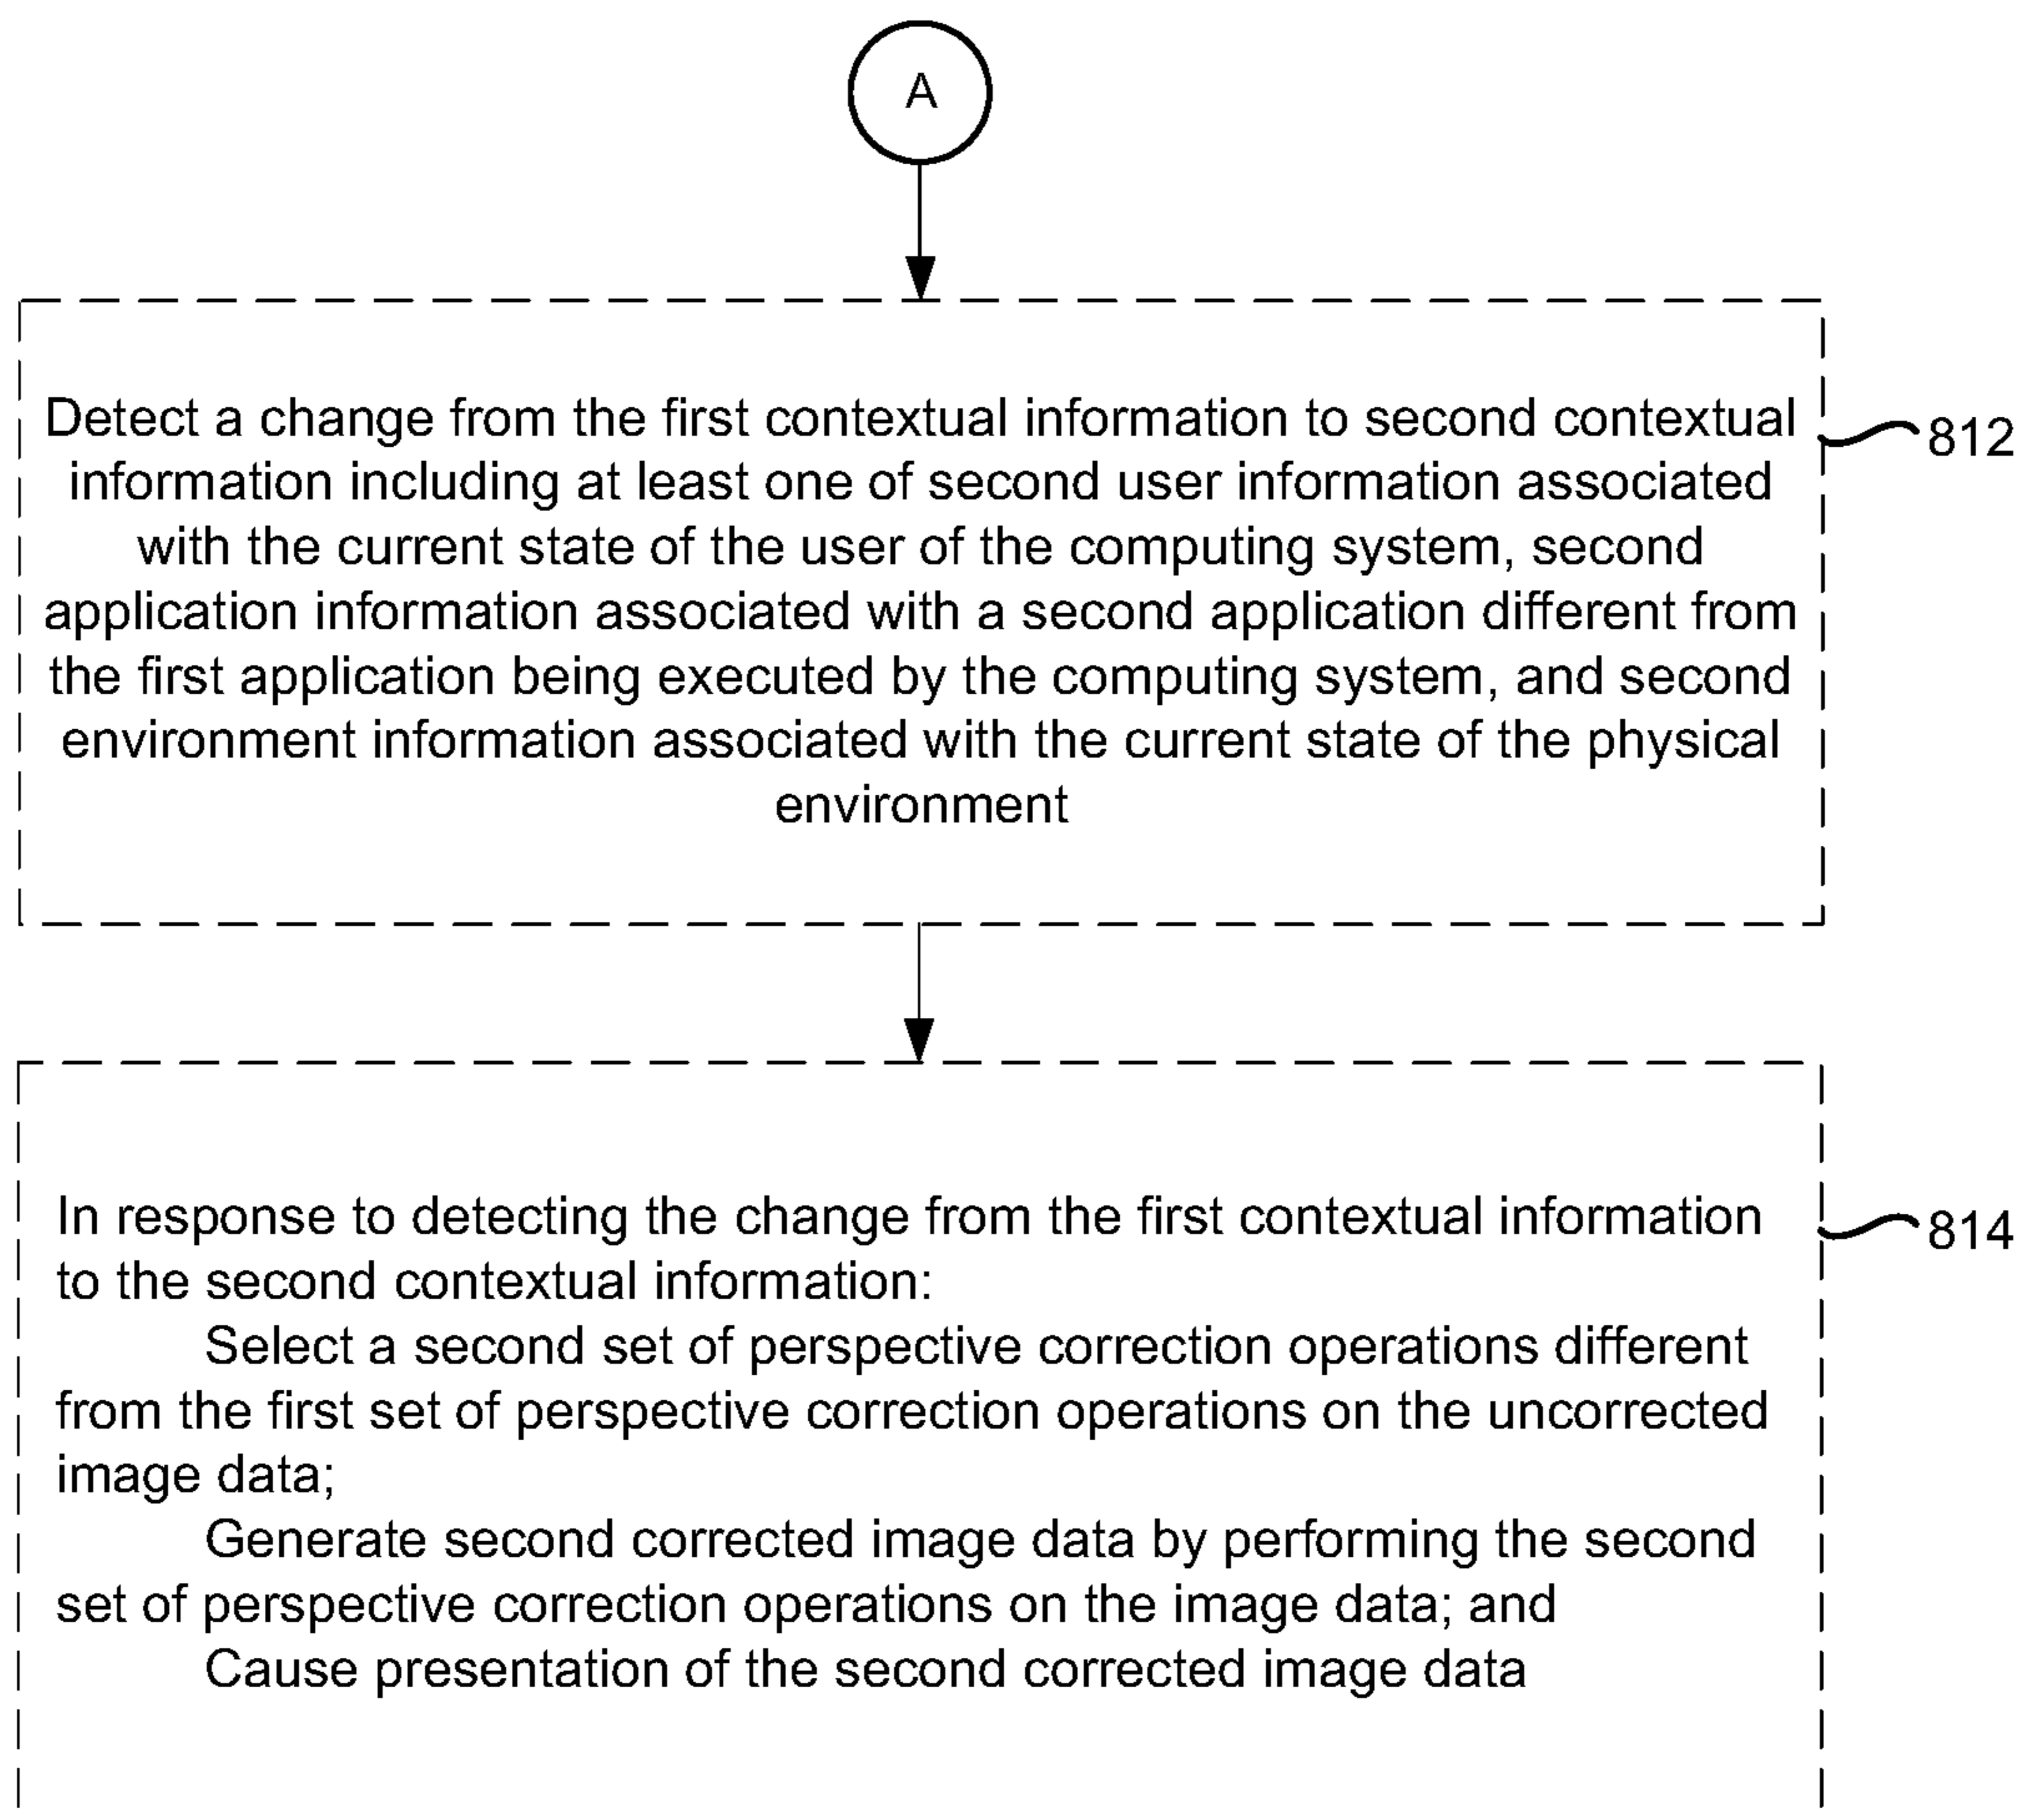 A
Detect a change from the first contextual information to second contextual
information including at least one of second user information associated
with the current state of the user of the computing system, second
application information associated with a second application different from
the first application being executed by the computing system, and second
environment information associated with the current state of the physical
environment
812
In response to detecting the change from the first contextual information
to the second contextual information:
Select a second set of perspective correction operations different
from the first set of perspective correction operations on the uncorrected
image data;
Generate second corrected image data by performing the second
set of perspective correction operations on the image data; and
Cause presentation of the second corrected image data
814